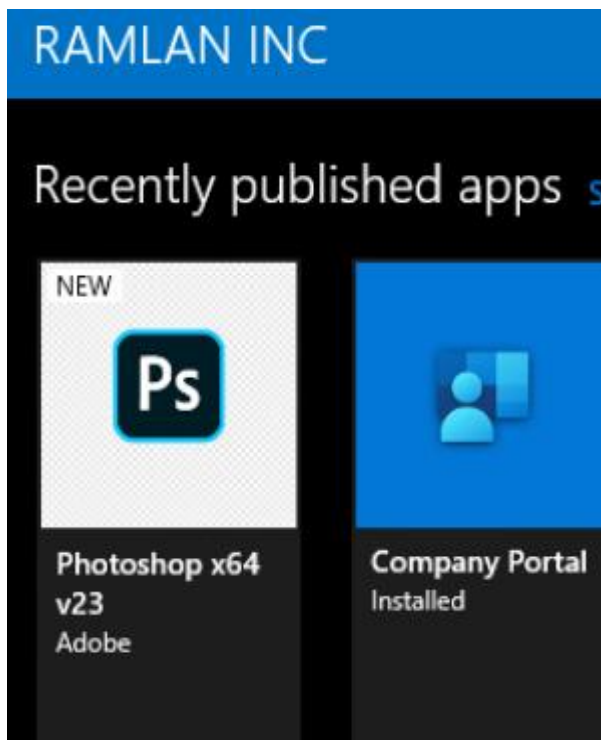 RAMLAN INC
Recently published apps
NEW
Ps
Photoshop x64
v23
Adobe
Company Portal
Installed